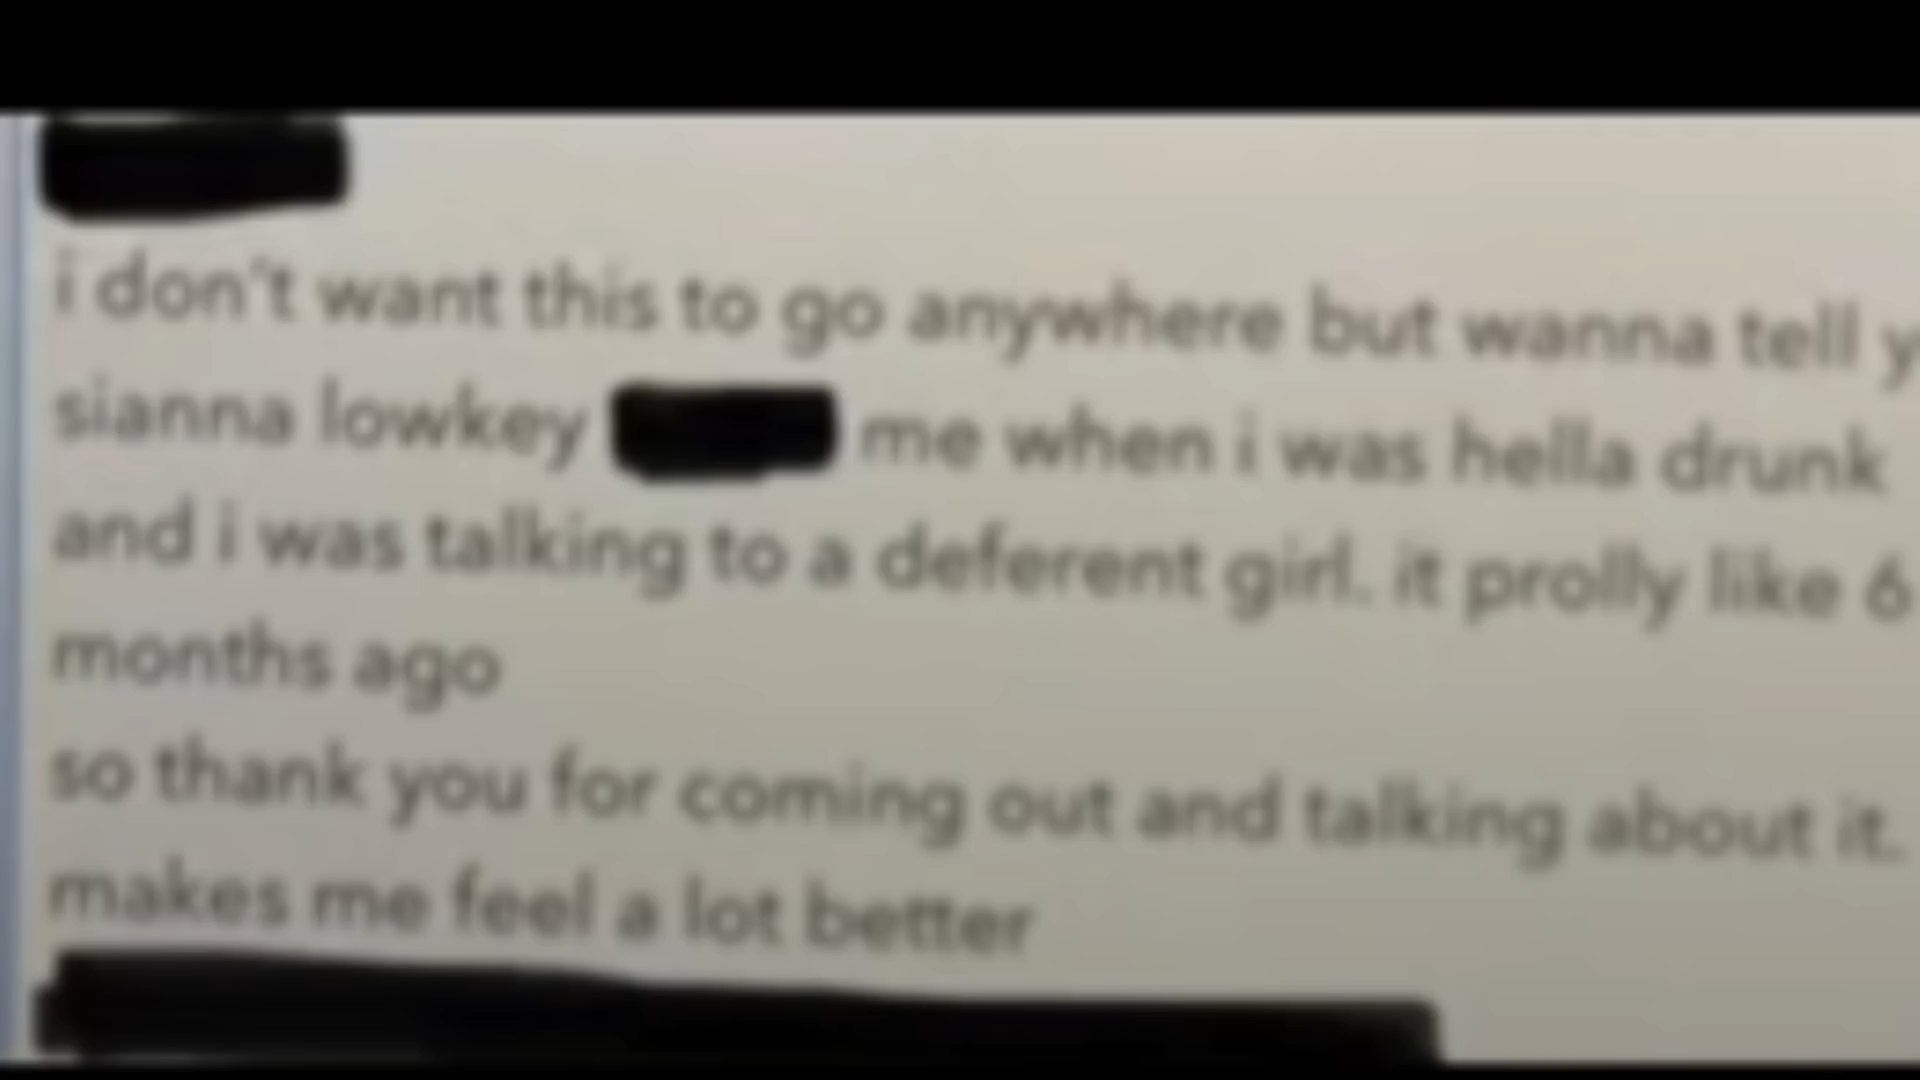 i don't want this to go anywhere but wanna tell y
sianna lowkey me when i was hella drunk
and i was talking to a deferent girl. it prolly like 6
months ago
so thank you for coming out and talking about it.
makes me feel a lot better